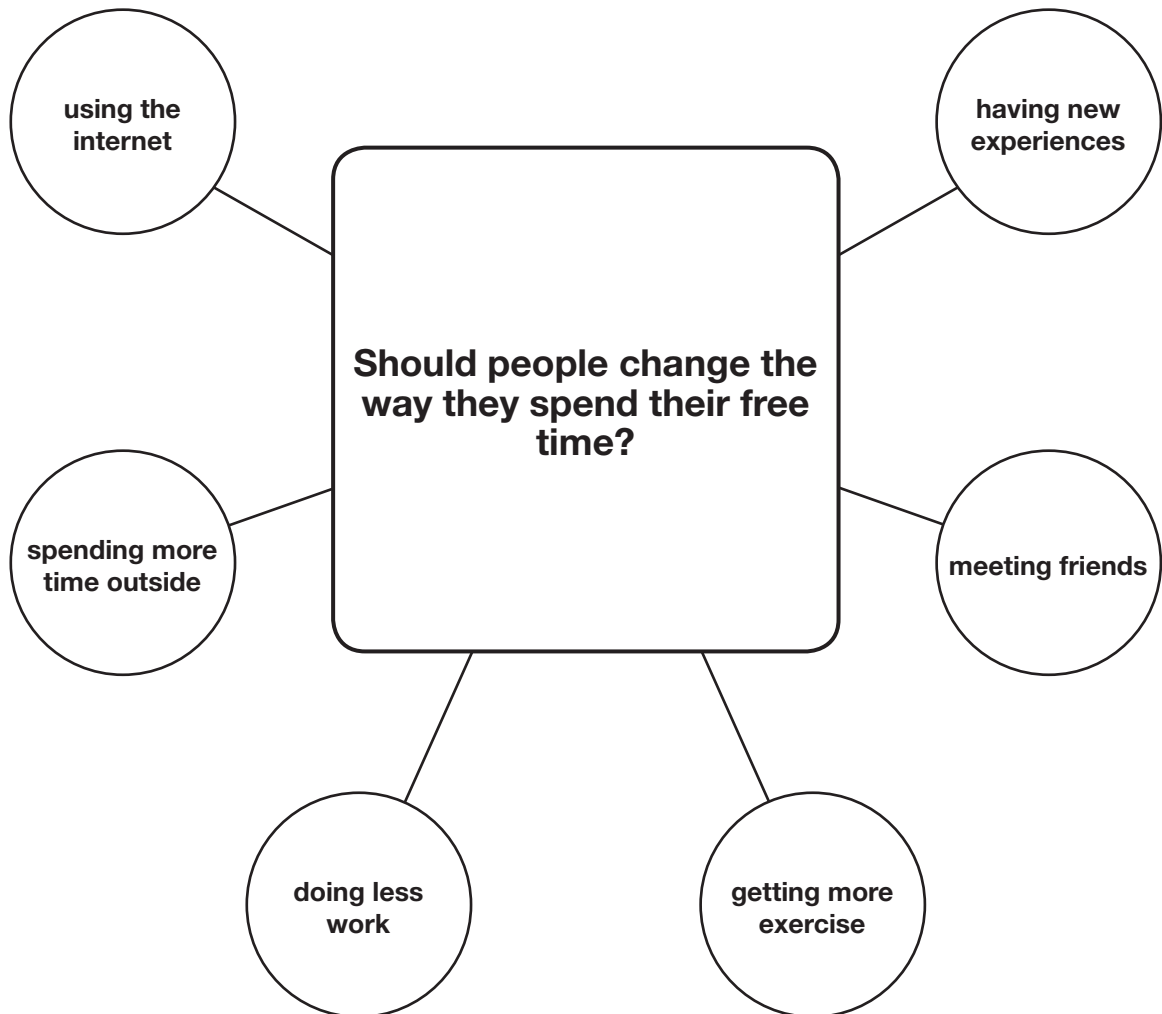 using the
internet
having new
experiences
Should people change the
way they spend their free
time?
spending more
time outside
meeting friends
doing less
work
getting more
exercise